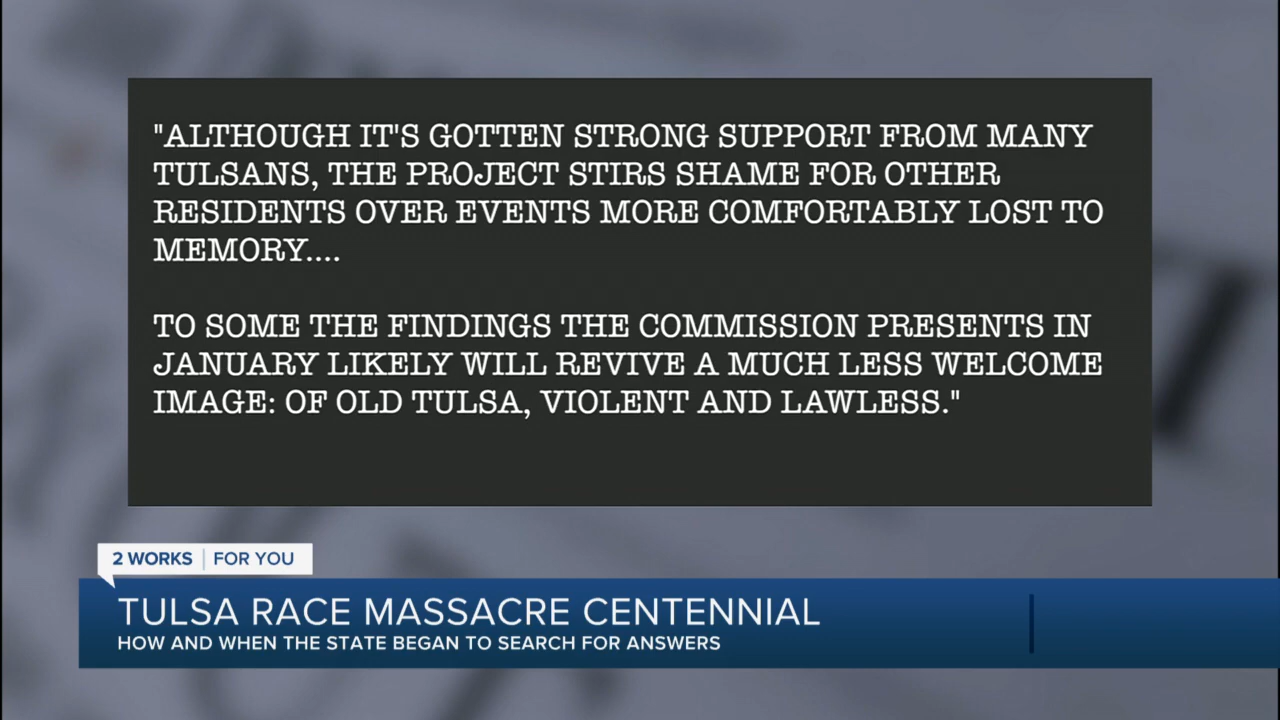 "ALTHOUGH IT'S GOTTEN STRONG SUPPORT FROM MANY
TULSANS, THE PROJECT STIRS SHAME FOR OTHER
RESIDENTS OVER EVENTS MORE COMFORTABLY LOST TO
MEMORY....
TO SOME THE FINDINGS THE COMMISSION PRESENTS IN
JANUARY LIKELY WILL REVIVE A MUCH LESS WELCOME
IMAGE: OF OLD TULSA, VIOLENT AND LAWLESS."
2 WORKS | FOR YOU
TULSA RACE MASSACRE CENTENNIAL
HOW AND WHEN THE STATE BEGAN TO SEARCH FOR ANSWERS